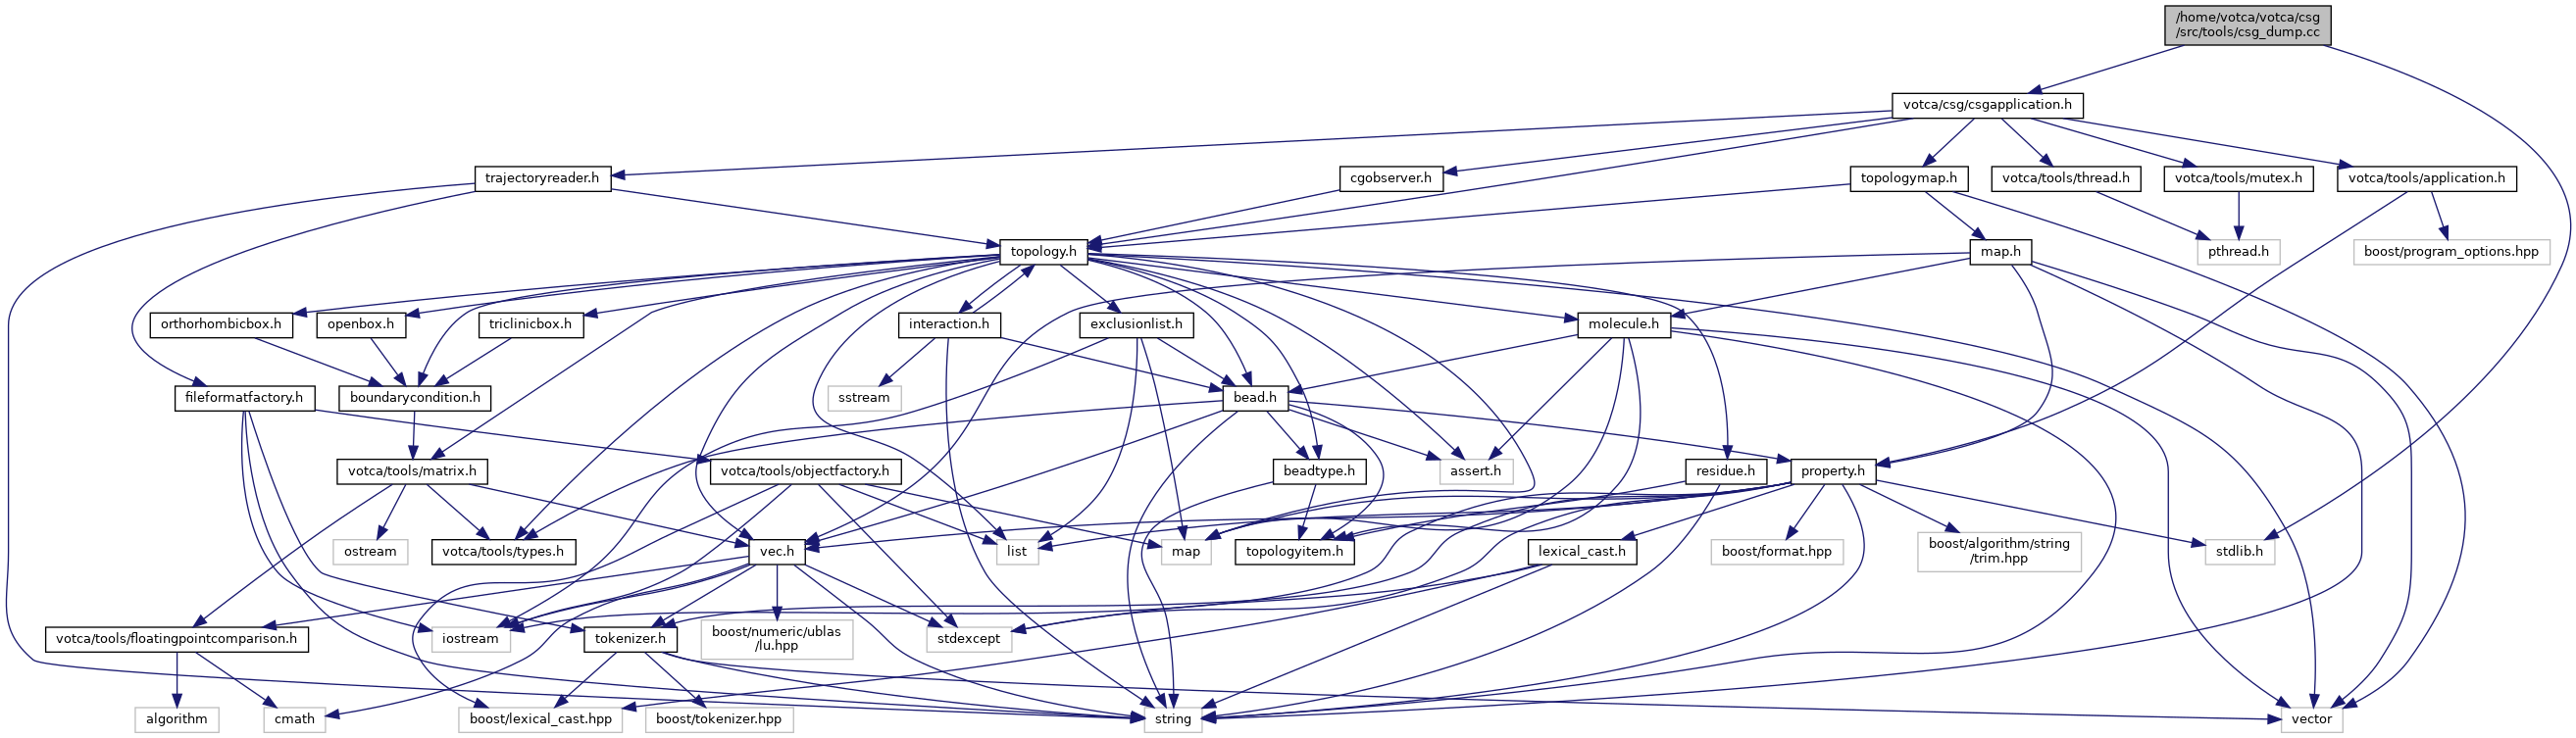 /home/votca/votca/csg
/src/tools/csg_dump.cc
votca/csg/csgapplication.h
trajectoryreader.h
cgobserver.h
topologymap.h
votca/tools/thread.h
votca/tools/mutex.h
votca/tools/application.h
topology.h
map.h
pthread.h
boost/program_options.hpp
orthorhombicbox.h
openbox.h
triclinicbox.h
interaction.h
exclusionlist.h
molecule.h
fileformatfactory.h
boundarycondition.h
sstream
bead.h
votca/tools/matrix.h
votca/tools/objectfactory.h
beadtype.h
assert.h
residue.h
property.h
ostream
votca/tools/types.h
vec.h
list
map
topologyitem.h
lexical_cast.h
boost/format.hpp
boost/algorithm/string
/trim.hpp
stdlib.h
votca/tools/floatingpointcomparison.h
iostream
tokenizer.h
boost/numeric/ublas
/lu.hpp
stdexcept
algorithm
cmath
boost/lexical_cast.hpp
boost/tokenizer.hpp
string
vector